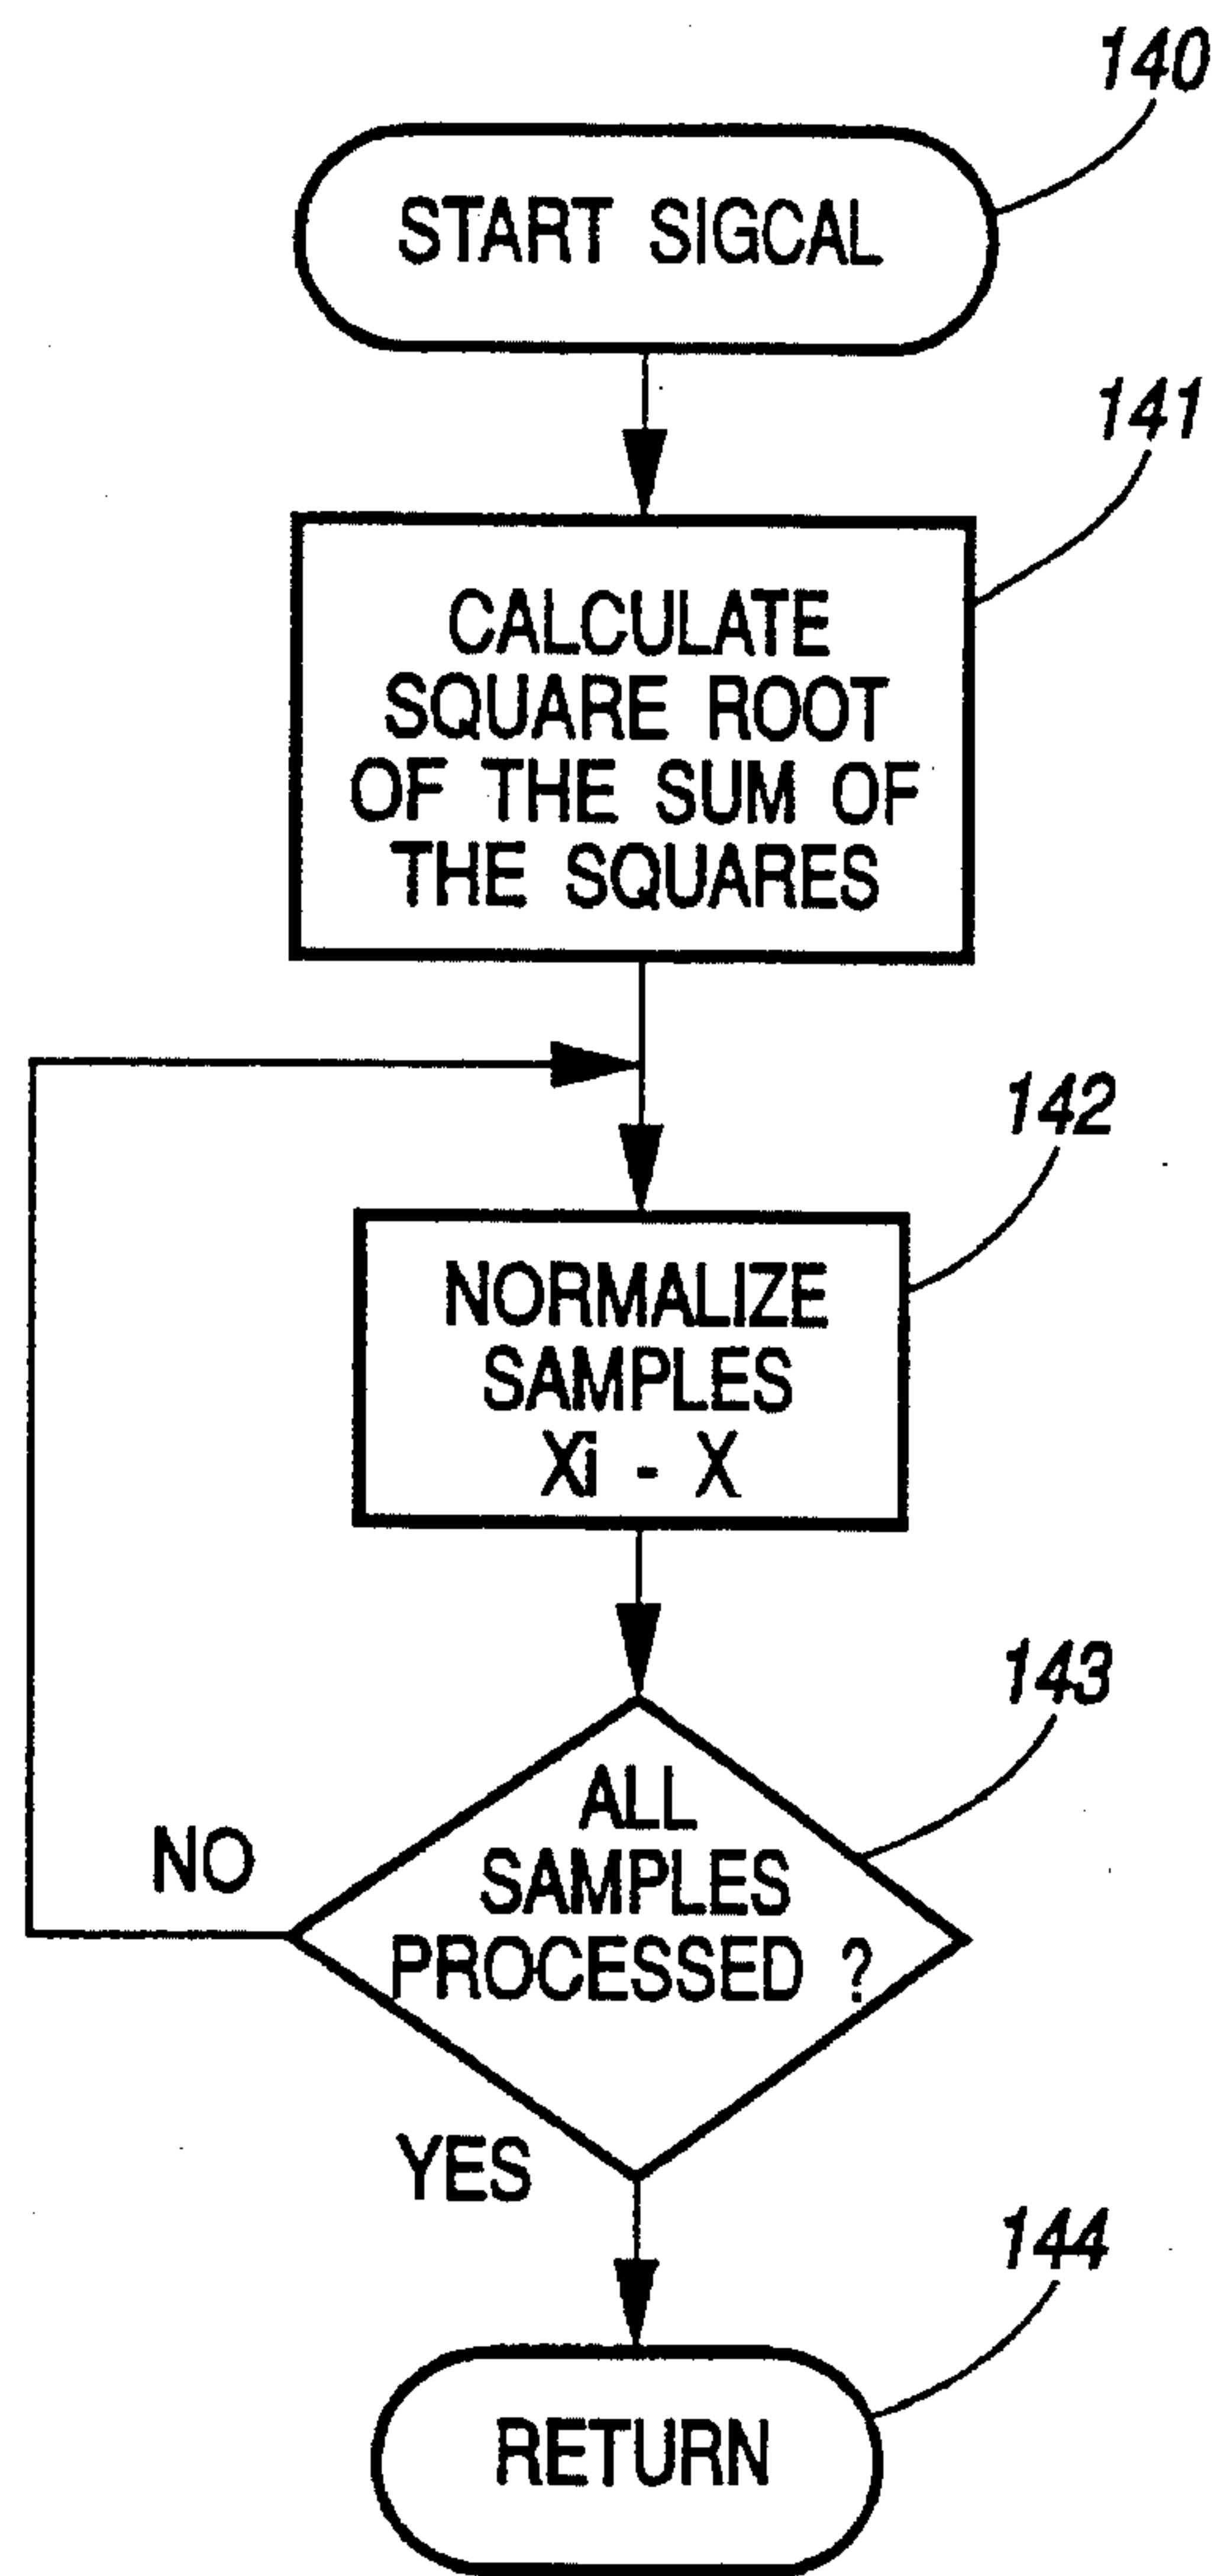 140
START SIGCAL
141
CALCULATE
SQUARE ROOT
OF THE SUM OF
THE SQUARES
142
NORMALIZE
SAMPLES
Xi - X
143
ALL
SAMPLES
PROCESSED ?
NO
YES
144
RETURN